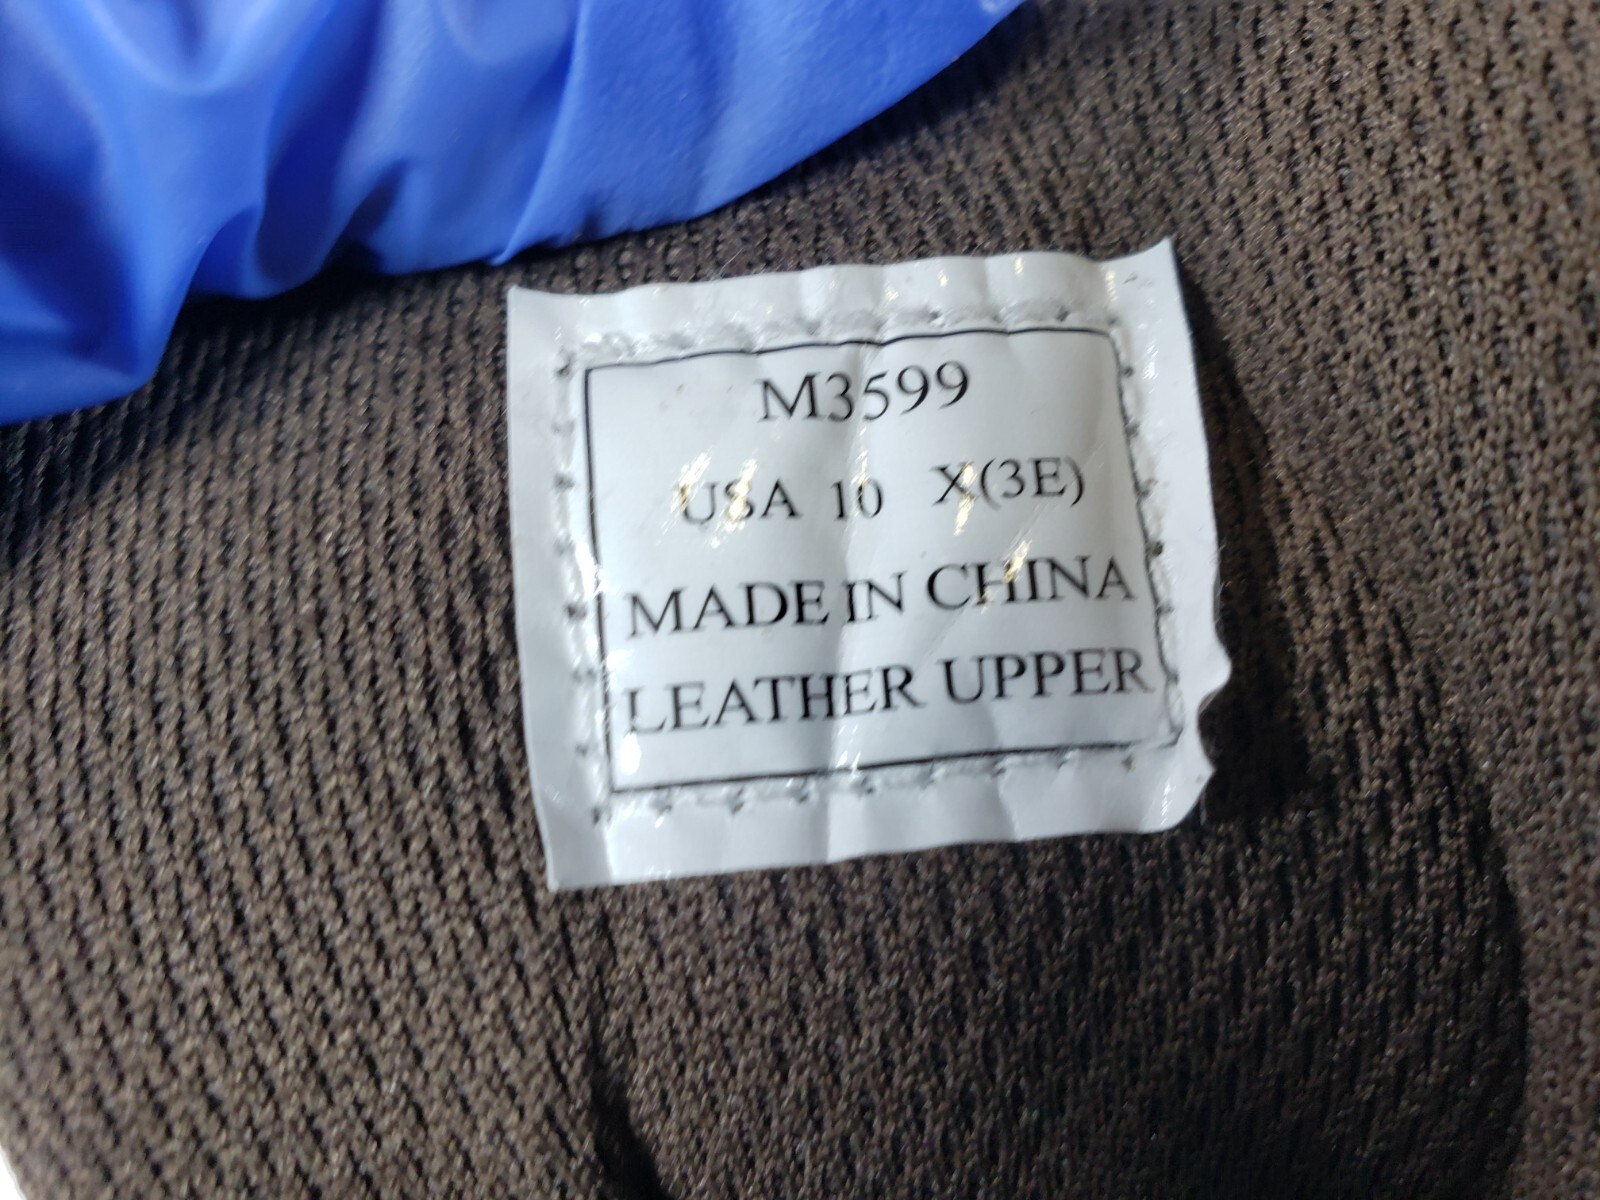 M3599
USA 10 X(3E)
MADE IN CHINA
LEATHER UPPER